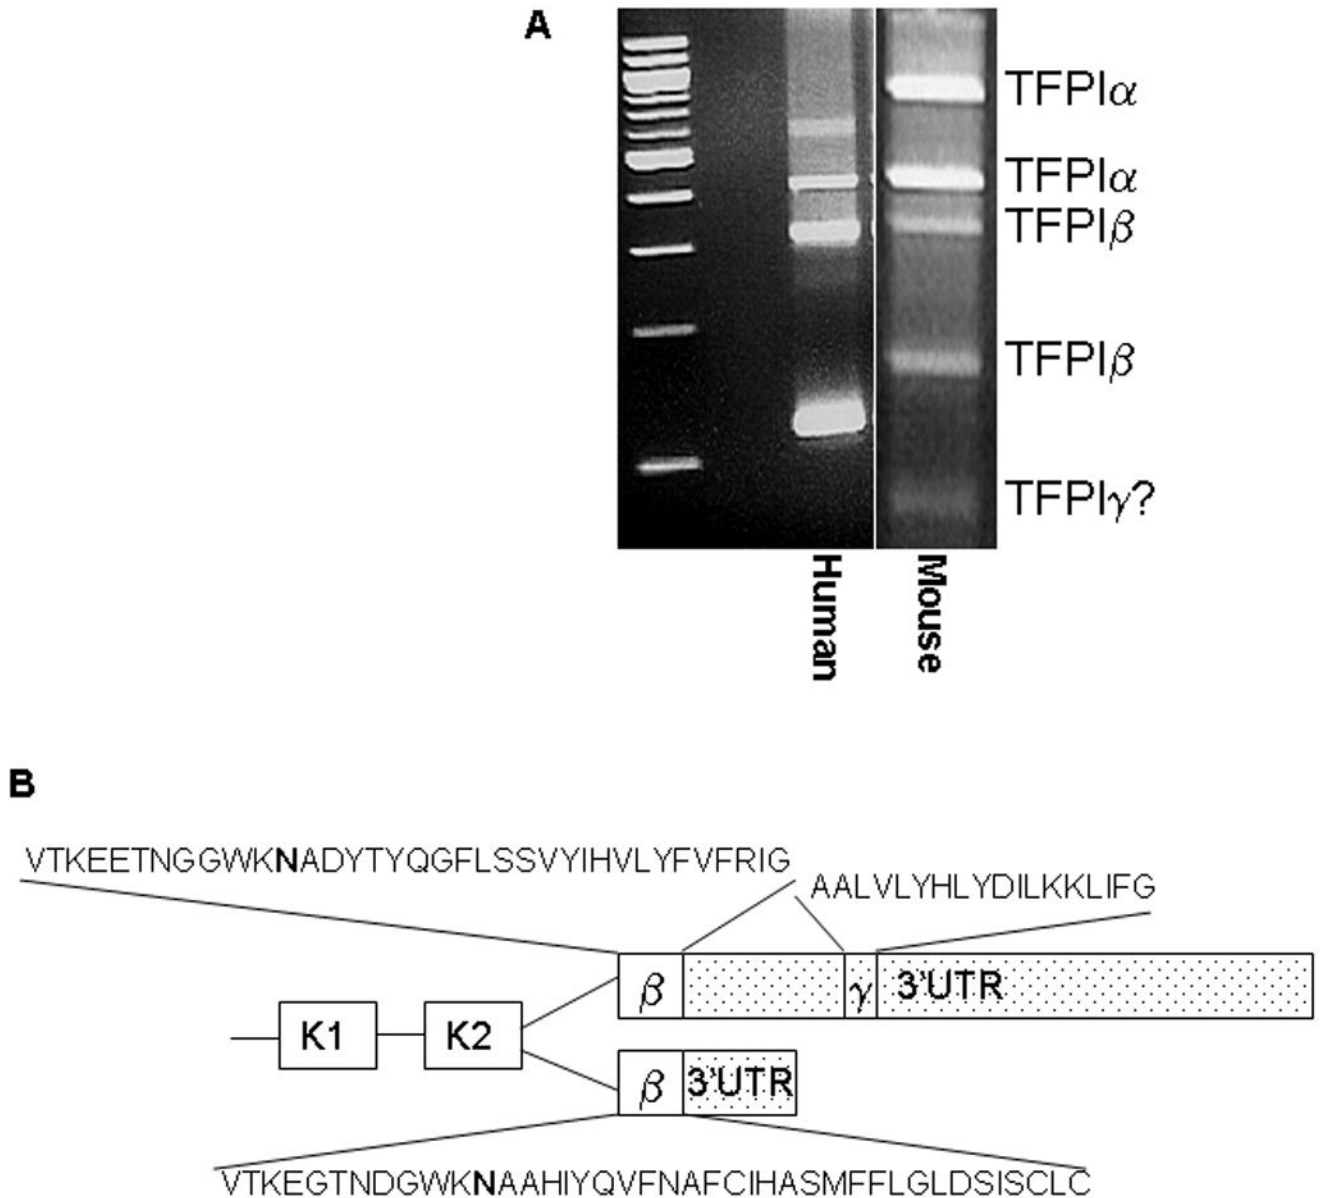 A
TFPIα
TFPIα
TFPIβ
TFPIβ
TFPIγ?
Human
Mouse
B
VTKEETNGGWKNADYTYQGFLSSVYIHVLYFVFRIG
AALVLYHLYDILKKLIFG
β
γ
3'UTR
K1
K2
β
3'UTR
VTKEGTNDGWKNAAHIYQVFNAFCIHASMFFLGLDSISCLC